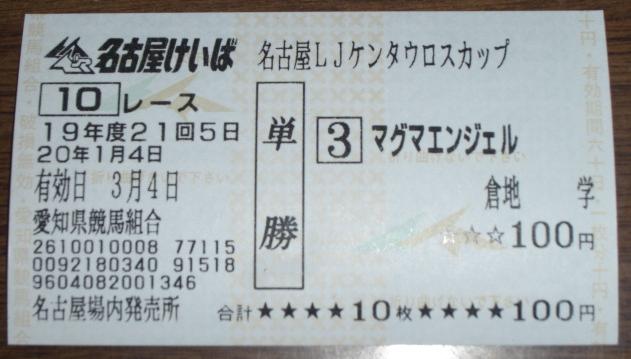 名古屋けいば 名古屋LJケンタウロスカップ
10レース
19年度21回5日
20年1月4日
有効日 3月4日
愛知県競馬組合
2610010008 77115
0092180340 91518
9604082001346
名古屋場内発売所
単勝
3 マグマエンジェル
倉地 学
☆☆☆100円
合計★★★★10枚★★★★100円